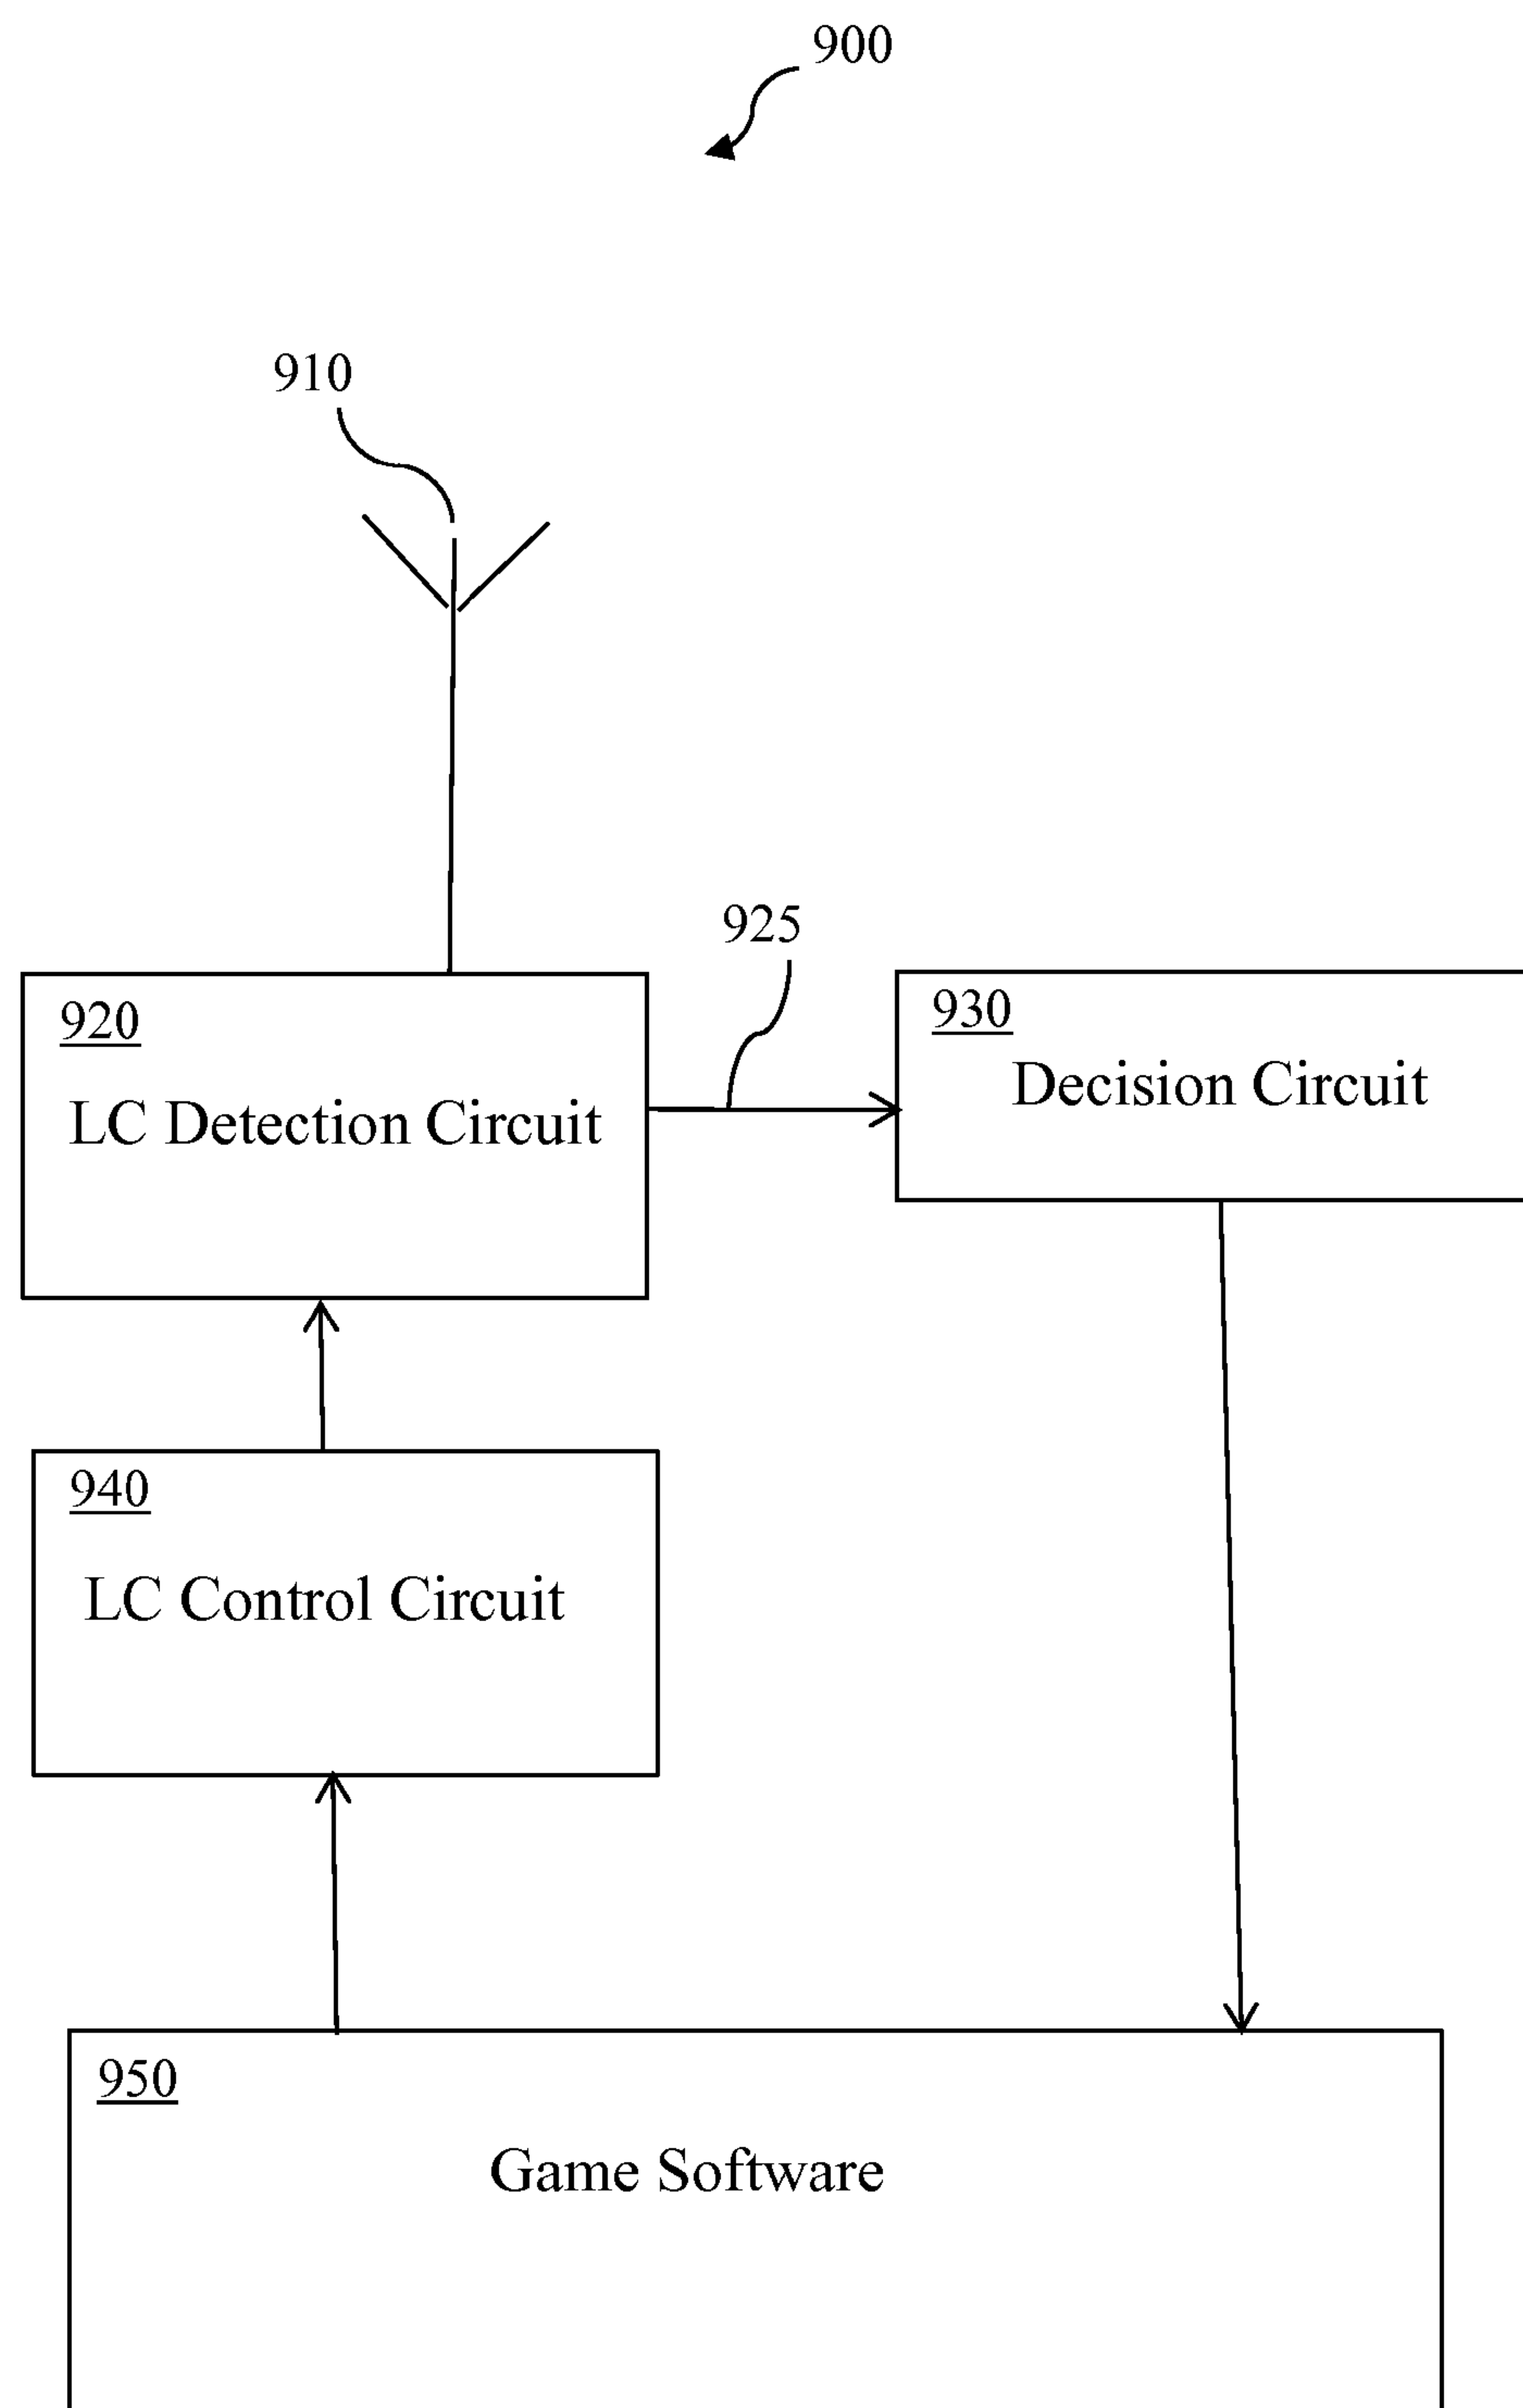 900
910
925
920
LC Detection Circuit
930
Decision Circuit
940
LC Control Circuit
950
Game Software